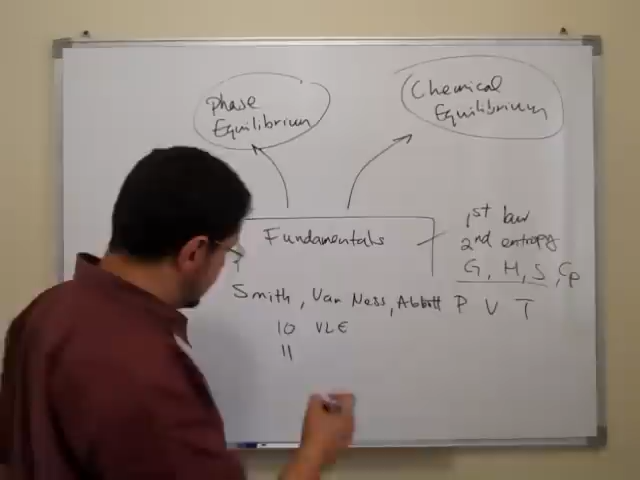 Phase
Equilibrium
Chemical
Equilibrium
Fundamentals
1st law
2nd entropy
G, H, S, Cp
Smith, Van Ness, Abbott
P V T
10 VLE
11